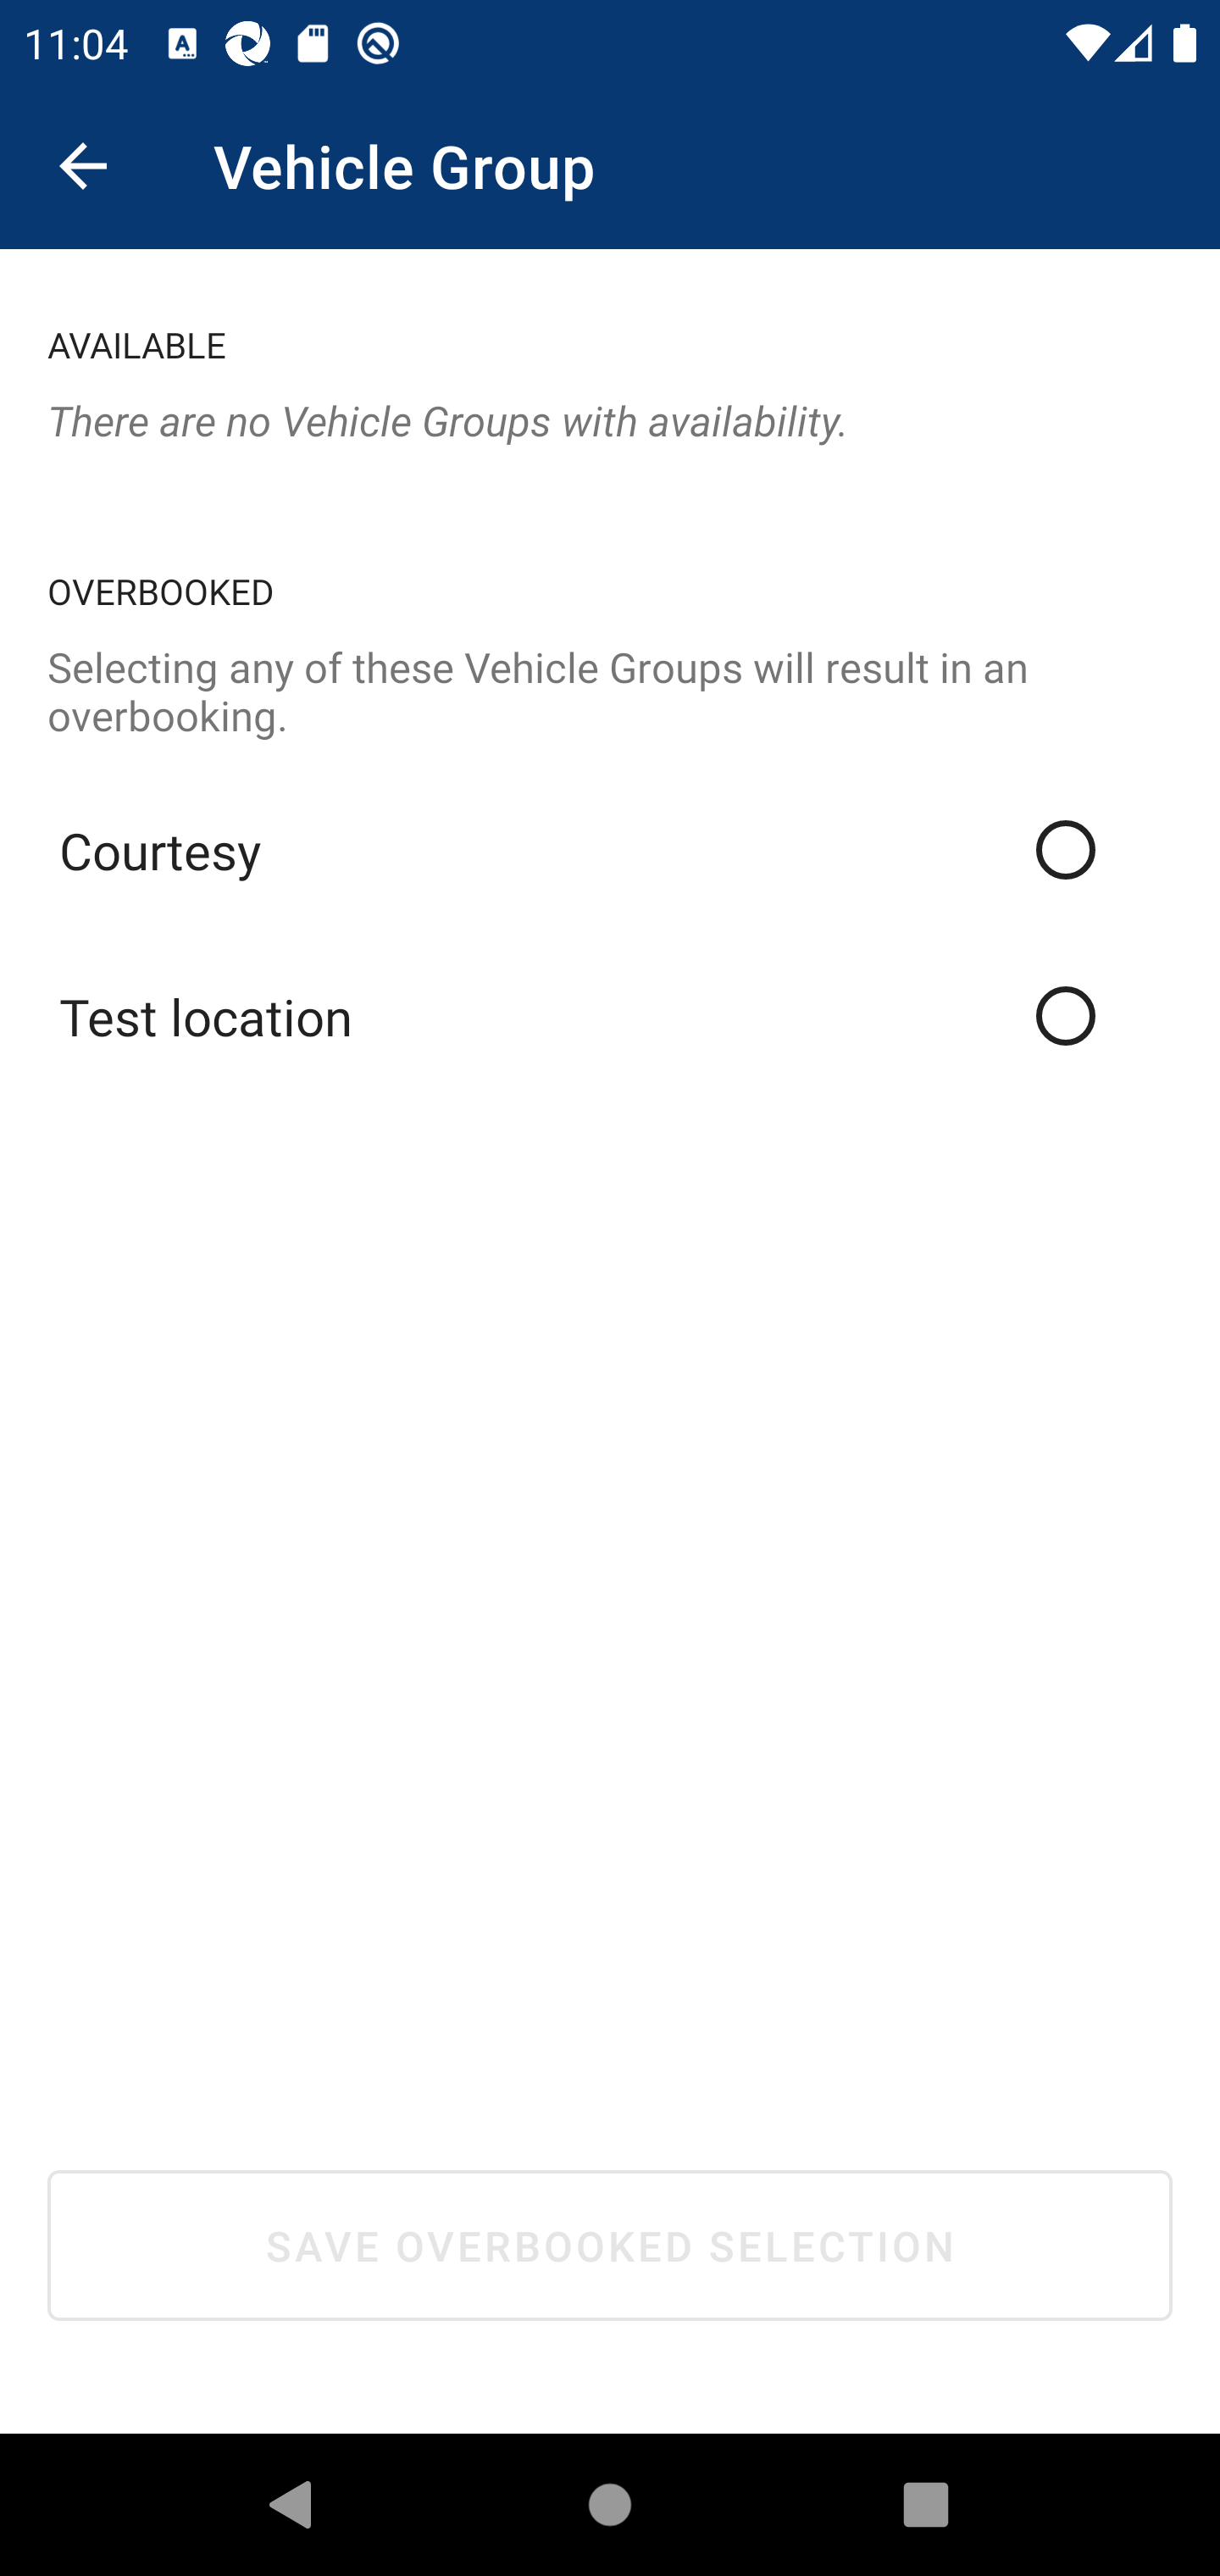 11:04
Vehicle Group
AVAILABLE
There are no Vehicle Groups with availability.
OVERBOOKED
Selecting any of these Vehicle Groups will result in an
overbooking.
Courtesy
Test location
SAVE OVERBOOKED SELECTION